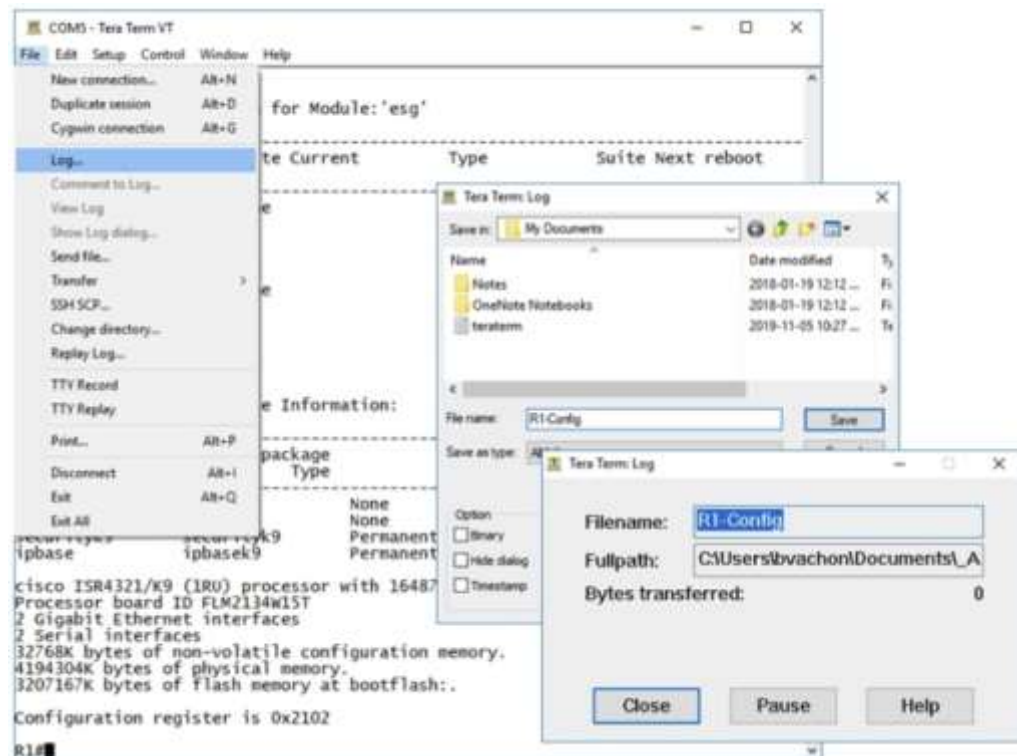 COM5 - Tera Term VT
File Edit Setup Control Window Help
New connection... Alt+N
Duplicate session Alt+D
Cygwin connection Alt+G
Log...
Comment to Log...
View Log
Show Log dialog...
Send file...
Transfer >
SSH SCP...
Change directory...
Replay Log...
TTY Record
TTY Replay
Print... Alt+P
Disconnect Alt+I
Exit Alt+Q
Exit All
for Module:'esg'
te Current Type Suite Next reboot
e
e
e Information:
package
Type
None
None
securityk9 securityk9 Permanent
ipbase ipbasek9 Permanent
cisco ISR4321/K9 (1RU) processor with 16487
Processor board ID FLM2134W15T
2 Gigabit Ethernet interfaces
2 Serial interfaces
32768K bytes of non-volatile configuration memory.
4194304K bytes of physical memory.
3207167K bytes of flash memory at bootflash:.
Configuration register is 0x2102
R1#
Tera Term: Log
Save in: My Documents
Name Date modified Ty
Notes 2018-01-19 12:12 ... Fi
OneNote Notebooks 2018-01-19 12:12 ... Fi
teraterm 2019-11-05 10:27 ... Te
File name: R1-Config Save
Save as type:
Option
Binary
Hide dialog
Timestamp
Tera Term: Log
Filename: R1-Config
Fullpath: C:\Users\bvachon\Documents\_A
Bytes transferred: 0
Close Pause Help